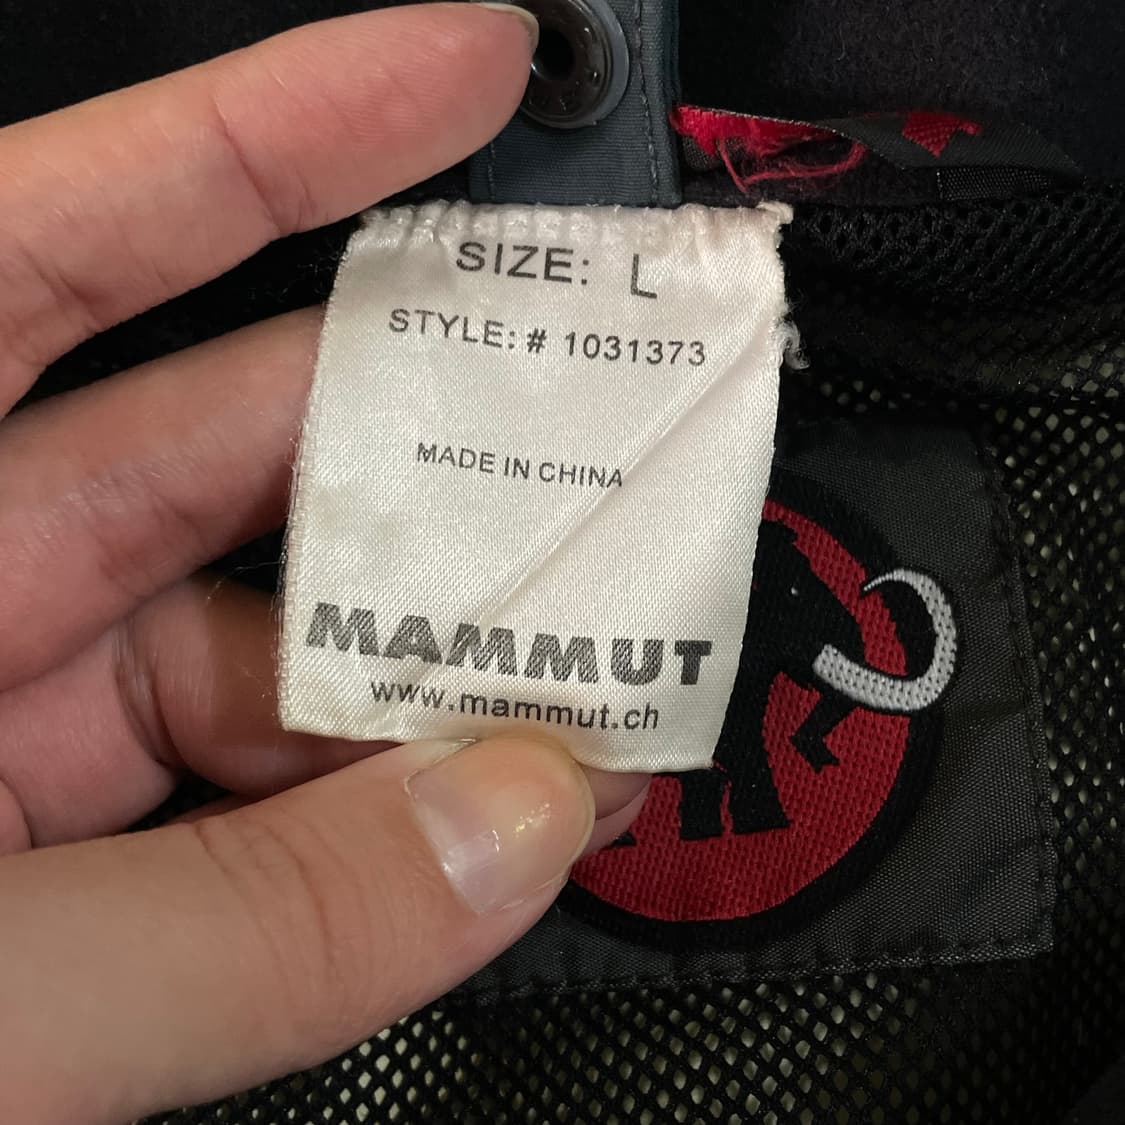 SIZE: L
STYLE: # 1031373
MADE IN CHINA
MAMMUT
www.mammut.ch